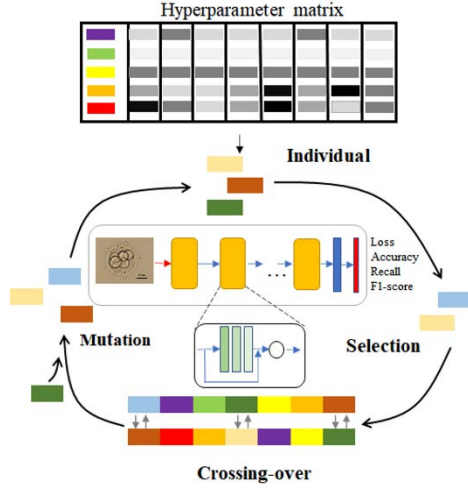 Hyperparameter matrix
Individual
Loss
Accuracy
Recall
F1-score
Mutation
Selection
Crossing-over